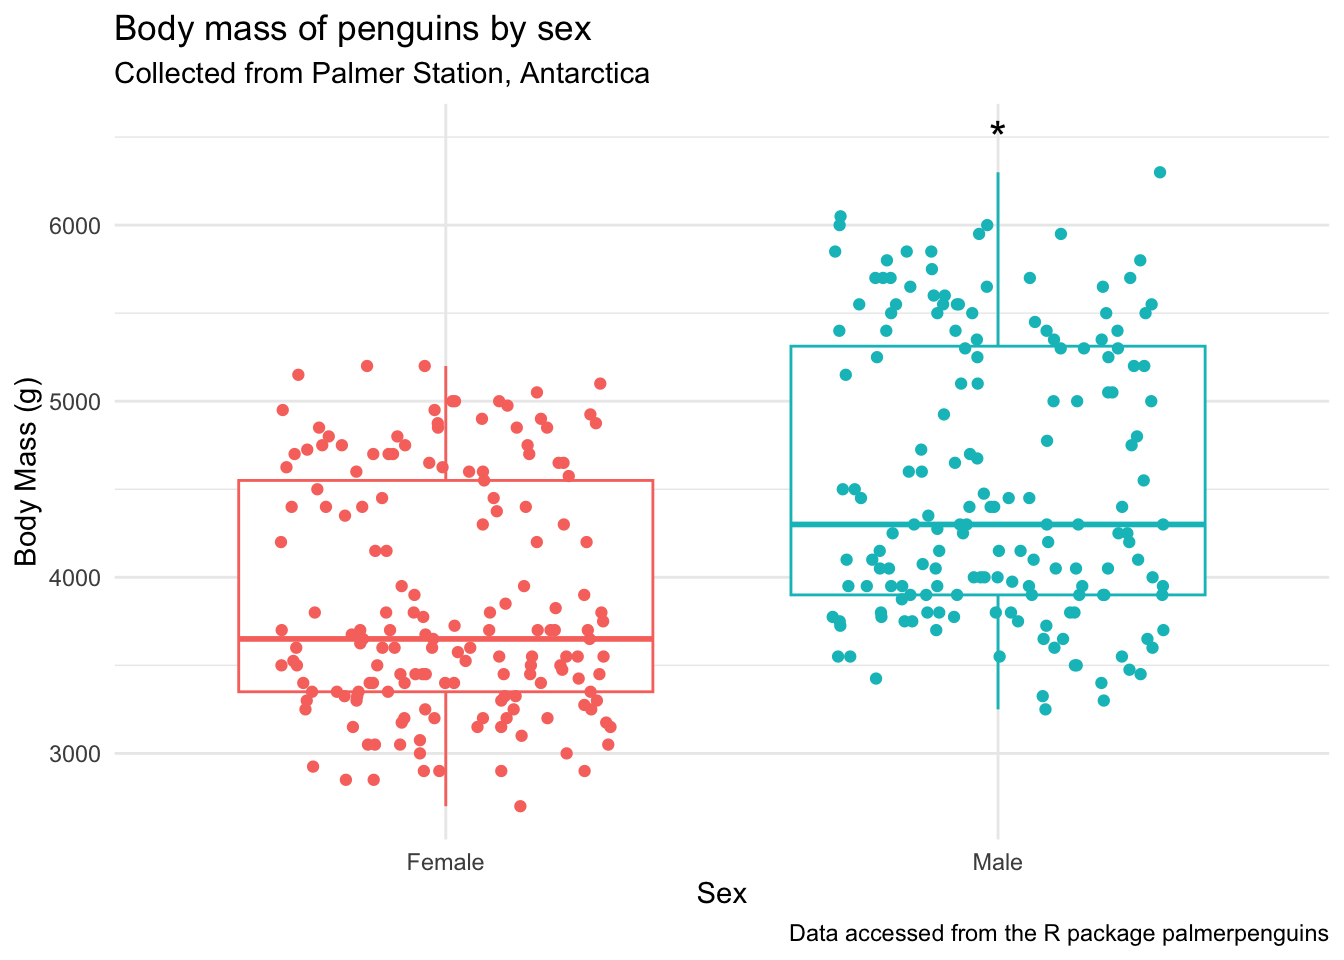 Body mass of penguins by sex
Collected from Palmer Station, Antarctica
*
6000
5000
4000
3000
Body Mass (g)
Female Male
Sex
Data accessed from the R package palmerpenguins